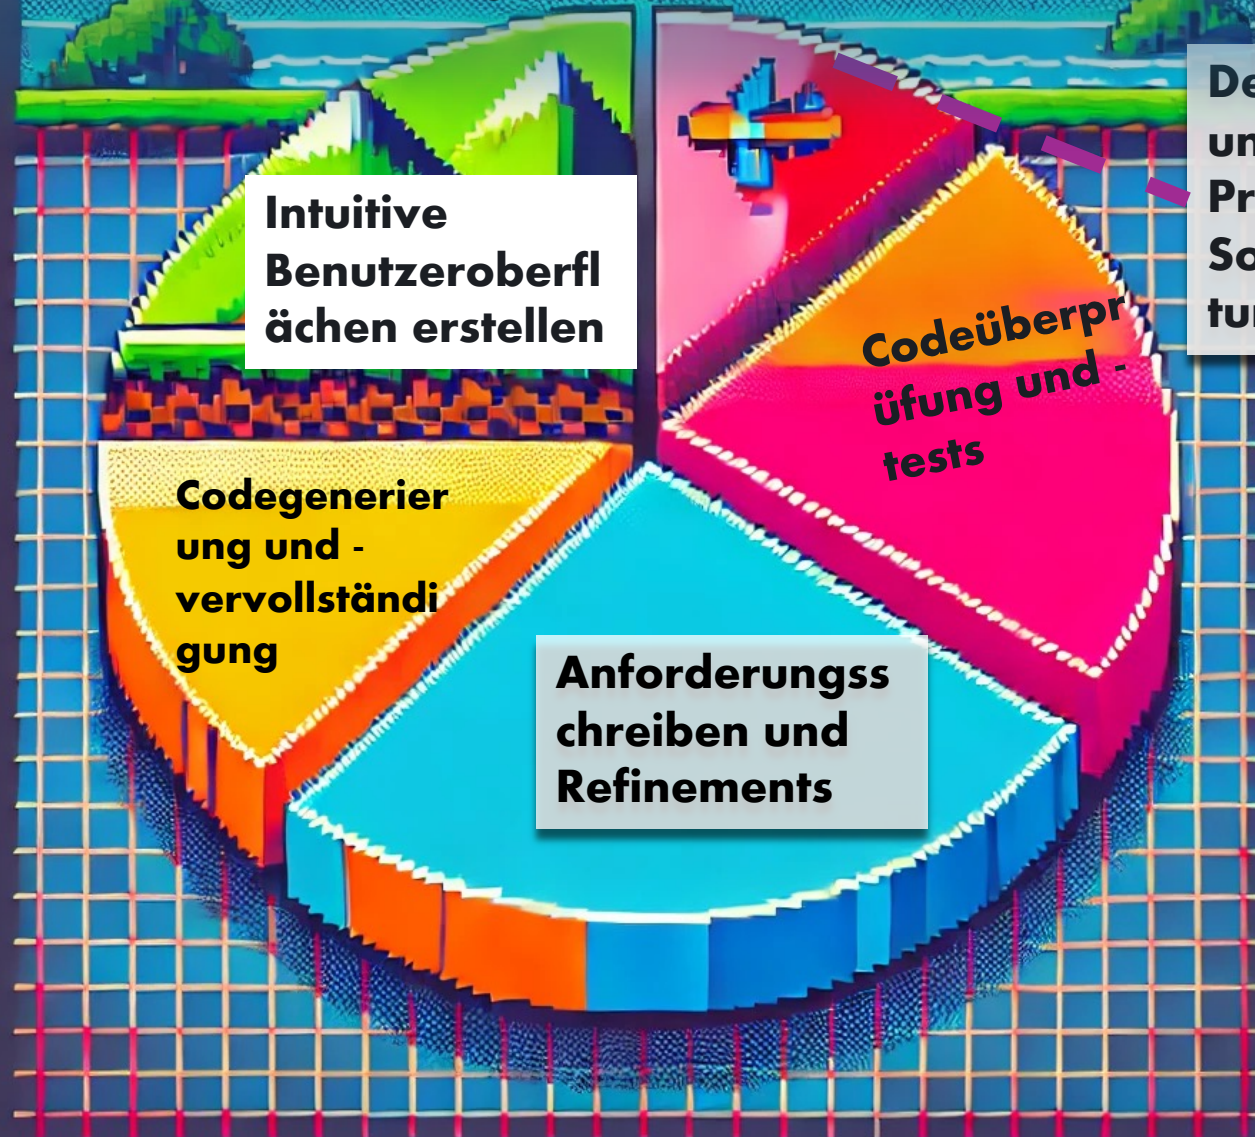 Intuitive
Benutzeroberfl
ächen erstellen
Codeüberpr
üfung und -
tests
Codegenerier
ung und -
vervollständi
gung
Anforderungss
chreiben und
Refinements